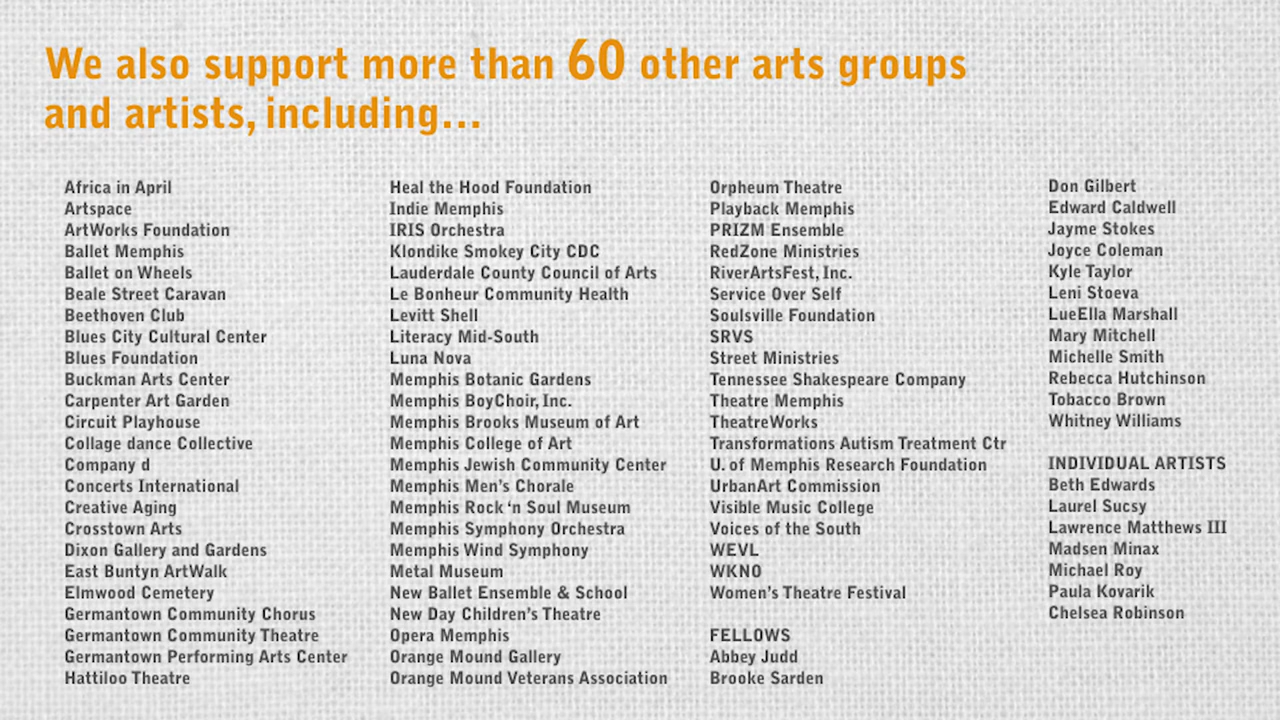 We also support more than 60 other arts groups
and artists, including...
Africa in April
Artspace
ArtWorks Foundation
Ballet Memphis
Ballet on Wheels
Beale Street Caravan
Beethoven Club
Blues City Cultural Center
Blues Foundation
Buckman Arts Center
Carpenter Art Garden
Circuit Playhouse
Collage dance Collective
Company d
Concerts International
Creative Aging
Crosstown Arts
Dixon Gallery and Gardens
East Buntyn ArtWalk
Elmwood Cemetery
Germantown Community Chorus
Germantown Community Theatre
Germantown Performing Arts Center
Hattiloo Theatre
Heal the Hood Foundation
Indie Memphis
IRIS Orchestra
Klondike Smokey City CDC
Lauderdale County Council of Arts
Le Bonheur Community Health
Levitt Shell
Literacy Mid-South
Luna Nova
Memphis Botanic Gardens
Memphis BoyChoir, Inc.
Memphis Brooks Museum of Art
Memphis College of Art
Memphis Jewish Community Center
Memphis Men's Chorale
Memphis Rock 'n Soul Museum
Memphis Symphony Orchestra
Memphis Wind Symphony
Metal Museum
New Ballet Ensemble & School
New Day Children's Theatre
Opera Memphis
Orange Mound Gallery
Orange Mound Veterans Association
Orpheum Theatre
Playback Memphis
PRIZM Ensemble
RedZone Ministries
RiverArtsFest, Inc.
Service Over Self
Soulsville Foundation
SRVS
Street Ministries
Tennessee Shakespeare Company
Theatre Memphis
TheatreWorks
Transformations Autism Treatment Ctr
U. of Memphis Research Foundation
UrbanArt Commission
Visible Music College
Voices of the South
WEVL
WKNO
Women's Theatre Festival
FELLOWS
Abbey Judd
Brooke Sarden
Don Gilbert
Edward Caldwell
Jayme Stokes
Joyce Coleman
Kyle Taylor
Leni Stoeva
LueElla Marshall
Mary Mitchell
Michelle Smith
Rebecca Hutchinson
Tobacco Brown
Whitney Williams
INDIVIDUAL ARTISTS
Beth Edwards
Laurel Sucsy
Lawrence Matthews III
Madsen Minax
Michael Roy
Paula Kovarik
Chelsea Robinson